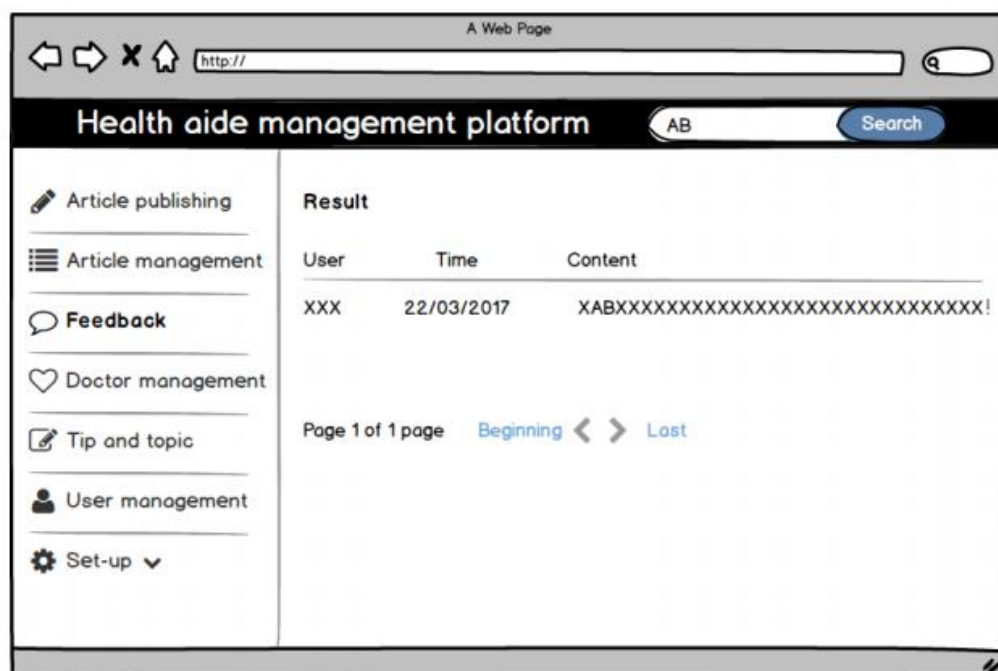 A Web Page
http://
Health aide management platform
AB
Search
Article publishing
Article management
Feedback
Doctor management
Tip and topic
User management
Set-up
Result
User Time Content
XXX 22/03/2017 XABXXXXXXXXXXXXXXXXXXXXXXXXXXXXXX!
Page 1 of 1 page Beginning Last